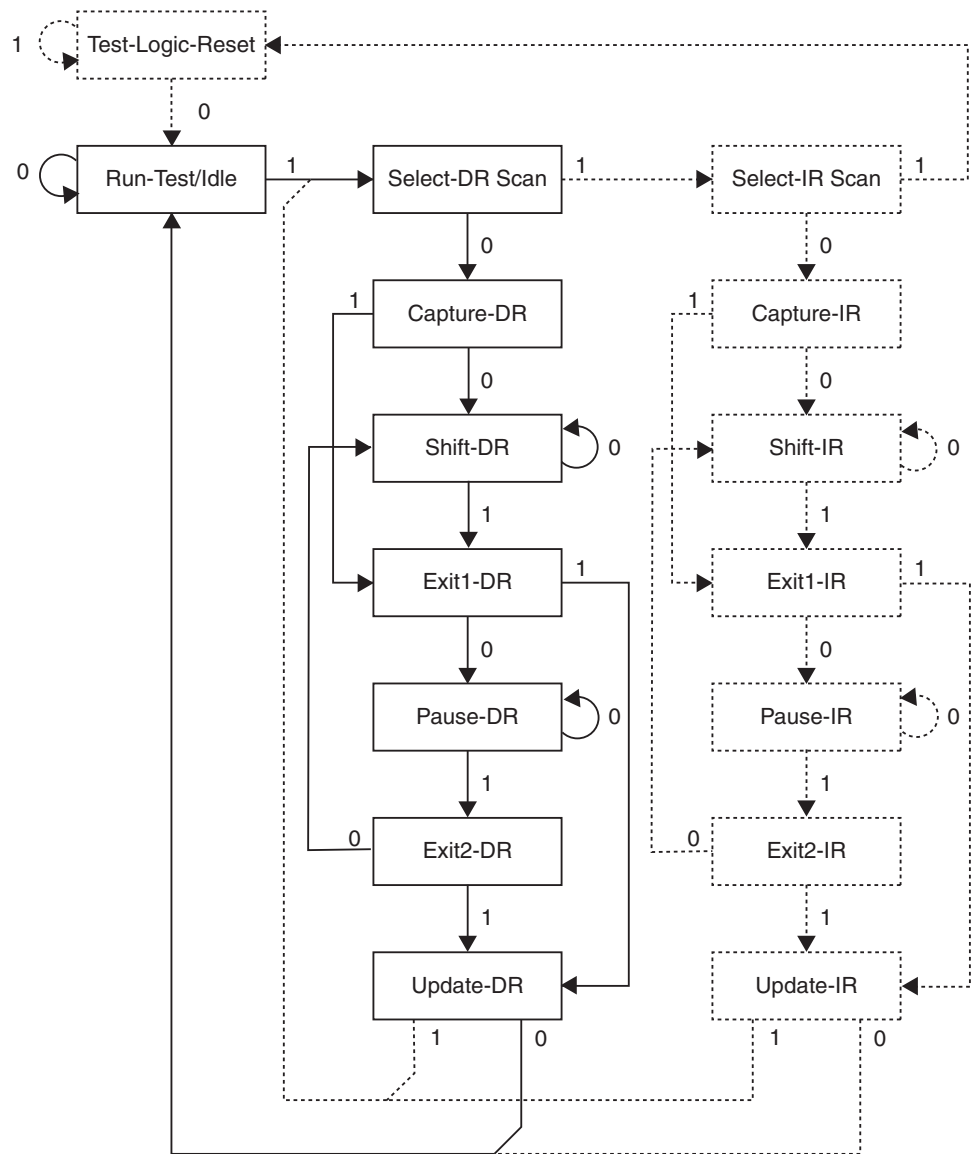 Test-Logic-Reset
1
0
Run-Test/Idle
0
1
Select-DR Scan
1
Select-IR Scan
1
0
0
Capture-DR
1
Capture-IR
1
0
0
Shift-DR
0
Shift-IR
0
1
1
Exit1-DR
1
Exit1-IR
1
0
0
Pause-DR
0
Pause-IR
0
1
1
Exit2-DR
0
Exit2-IR
0
1
1
Update-DR
Update-IR
1
0
1
0